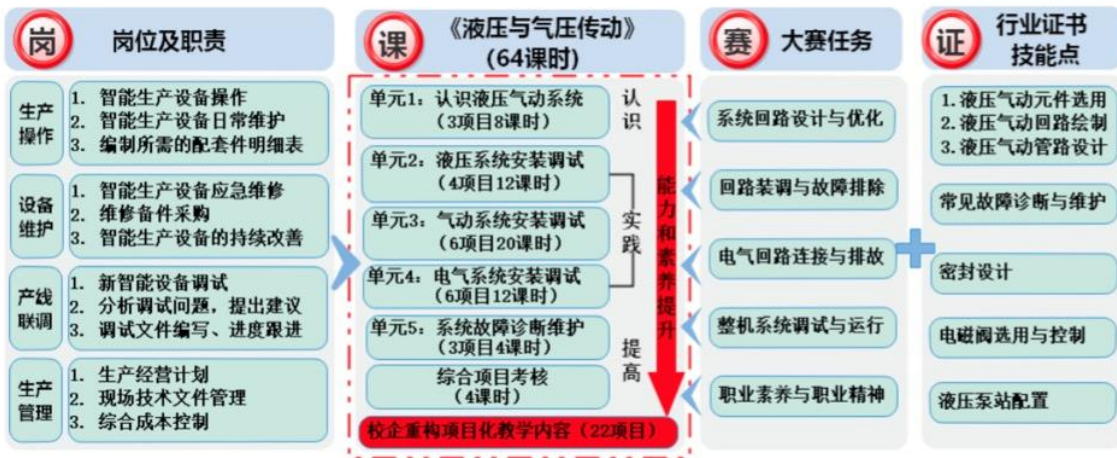 岗
岗位及职责
生产
操作
1. 智能生产设备操作
2. 智能生产设备日常维护
3. 编制所需的配套件明细表
设备
维护
1. 智能生产设备应急维修
2. 维修备件采购
3. 智能生产设备的持续改善
产线
联调
1. 新智能设备调试
2. 分析调试问题，提出建议
3. 调试文件编写、进度跟进
生产
管理
1. 生产经营计划
2. 现场技术文件管理
3. 综合成本控制
课
《液压与气压传动》
(64课时)
单元1：认识液压气动系统
(3项目8课时)
单元2：液压系统安装调试
(4项目12课时)
单元3：气动系统安装调试
(6项目20课时)
单元4：电气系统安装调试
(6项目12课时)
单元5：系统故障诊断维护
(3项目4课时)
综合项目考核
(4课时)
认识
实践
提高
能力和素养提升
校企重构项目化教学内容（22项目）
赛
大赛任务
系统回路设计与优化
回路装调与故障排除
电气回路连接与排故
整机系统调试与运行
职业素养与职业精神
证
行业证书
技能点
1.液压气动元件选用
2.液压气动回路绘制
3.液压气动管路设计
常见故障诊断与维护
密封设计
电磁阀选用与控制
液压泵站配置